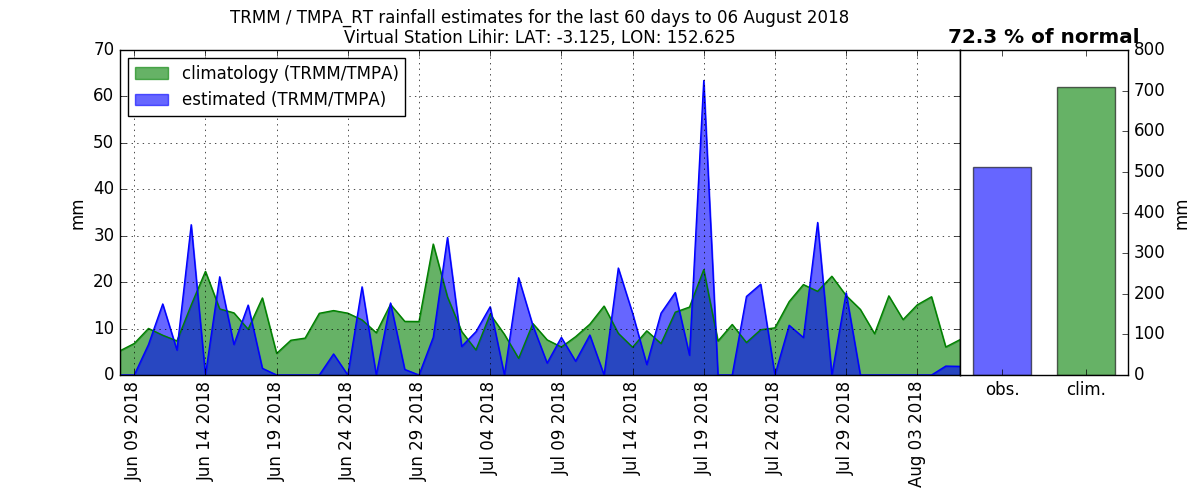 TRMM / TMPA_RT rainfall estimates for the last 60 days to 06 August 2018
Virtual Station Lihir: LAT: -3.125, LON: 152.625
72.3 % of normal
climatology (TRMM/TMPA)
estimated (TRMM/TMPA)
70
60
50
40
30
20
10
0
mm
Jun 09 2018
Jun 14 2018
Jun 19 2018
Jun 24 2018
Jun 29 2018
Jul 04 2018
Jul 09 2018
Jul 14 2018
Jul 19 2018
Jul 24 2018
Jul 29 2018
Aug 03 2018
800
700
600
500
400
300
200
100
0
mm
obs.
clim.